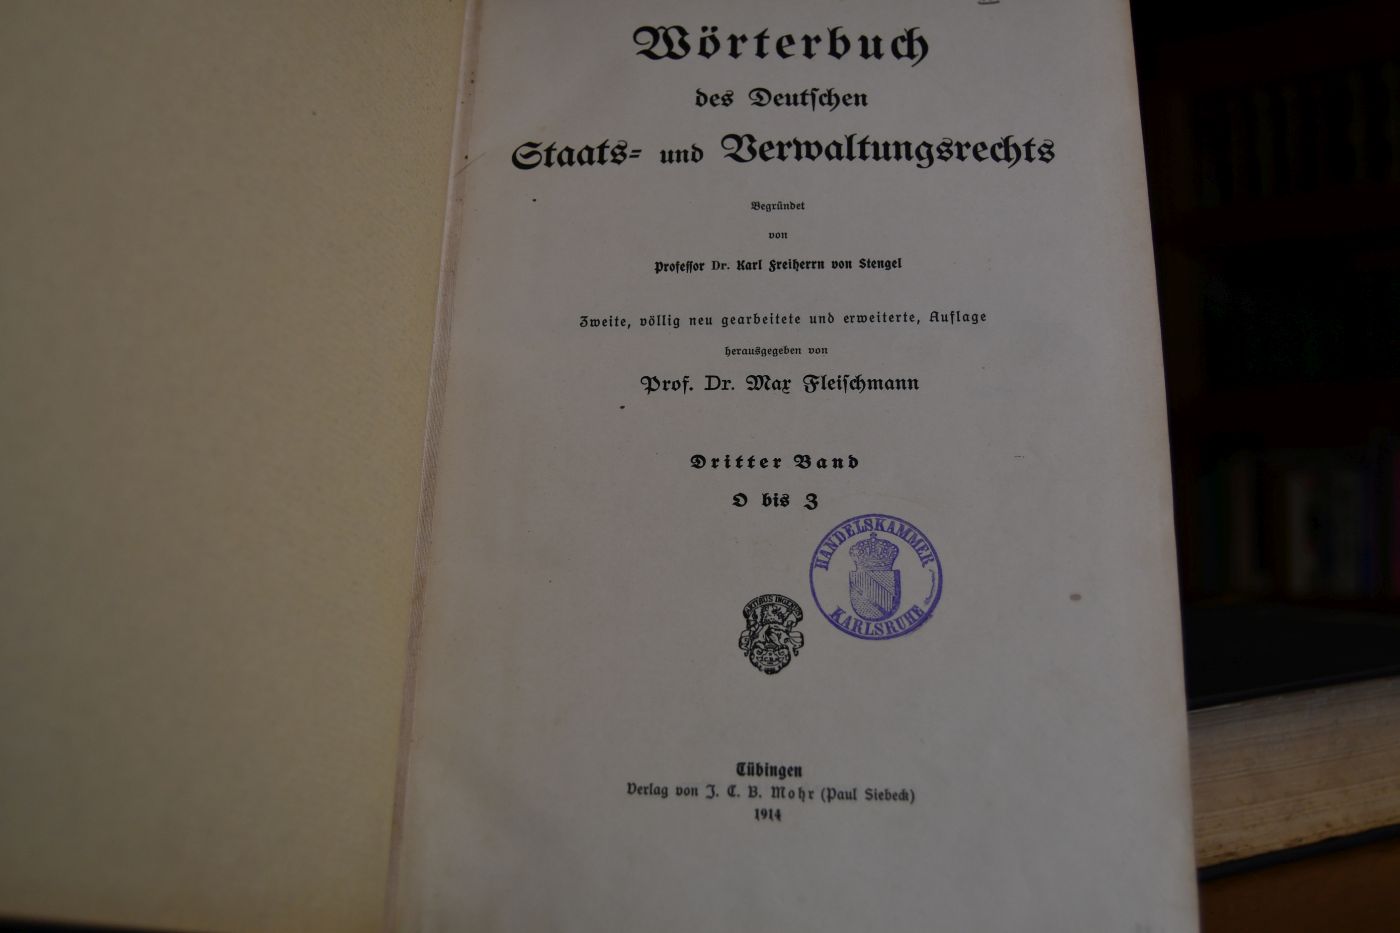 Wörterbuch
des Deutschen
Staats- und Verwaltungsrechts
Begründet
von
Professor Dr. Karl Freiherrn von Stengel
Zweite, völlig neu gearbeitete und erweiterte, Auflage
herausgegeben von
Prof. Dr. Max Fleischmann
Dritter Band
O bis Z
HANDELSKAMMER
KARLSRUHE
ARTIBUS INGENUIS
Tübingen
Verlag von J. C. B. Mohr (Paul Siebeck)
1914